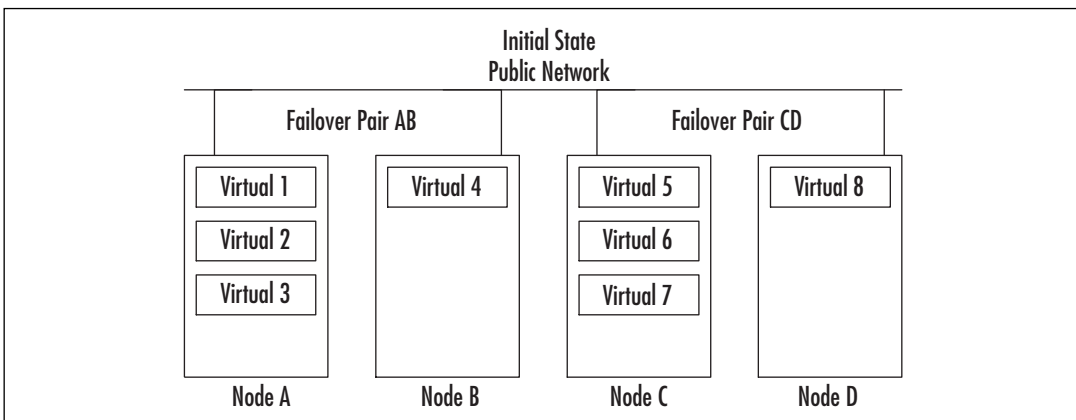 Initial State
Public Network
Failover Pair AB
Failover Pair CD
Virtual 1
Virtual 4
Virtual 5
Virtual 8
Virtual 2
Virtual 6
Virtual 3
Virtual 7
Node A
Node B
Node C
Node D